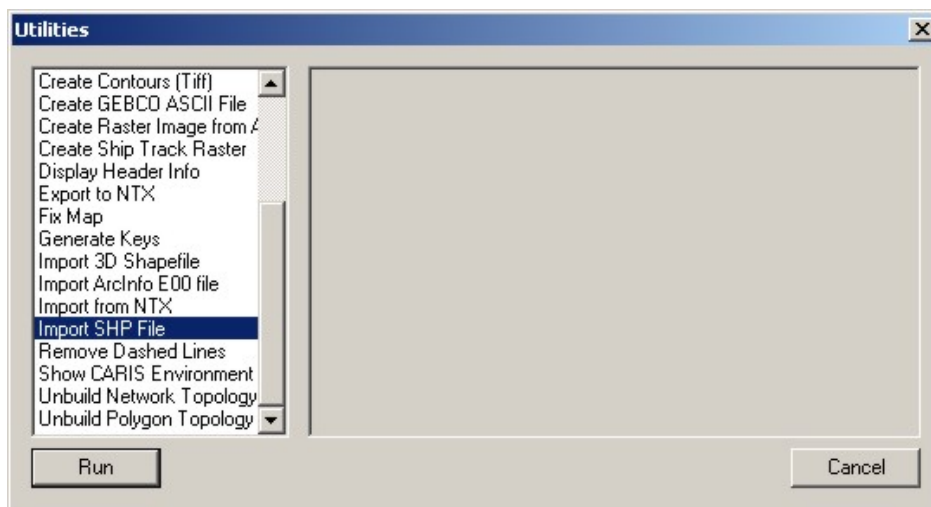 Utilities
Create Contours (Tiff)
Create GEBCO ASCII File
Create Raster Image from A
Create Ship Track Raster
Display Header Info
Export to NTX
Fix Map
Generate Keys
Import 3D Shapefile
Import ArcInfo E00 file
Import from NTX
Import SHP File
Remove Dashed Lines
Show CARIS Environment
Unbuild Network Topology
Unbuild Polygon Topology
Run
Cancel